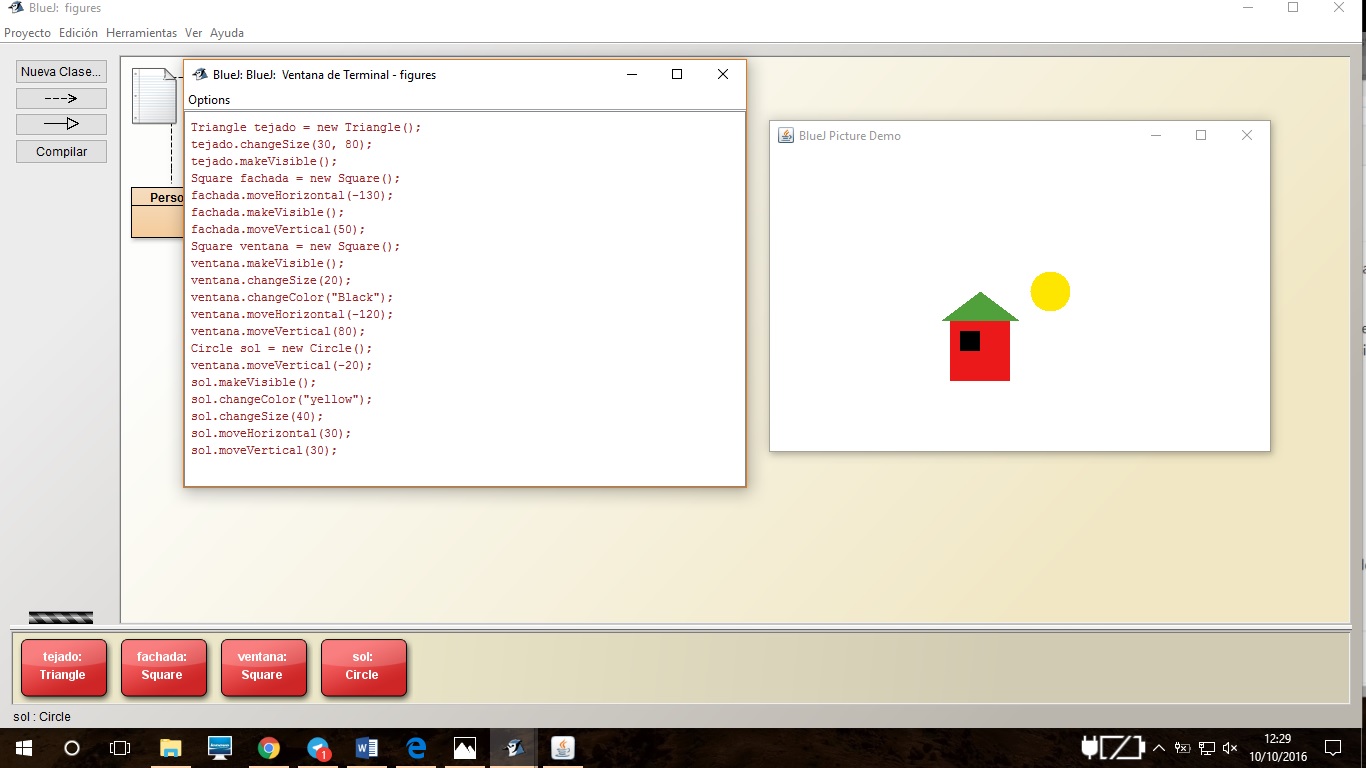 BlueJ: figures
Proyecto Edición Herramientas Ver Ayuda
Nueva Clase...
Compilar
Perso
BlueJ: BlueJ: Ventana de Terminal - figures
Options
Triangle tejado = new Triangle();
tejado.changeSize(30, 80);
tejado.makeVisible();
Square fachada = new Square();
fachada.moveHorizontal(-130);
fachada.makeVisible();
fachada.moveVertical(50);
Square ventana = new Square();
ventana.makeVisible();
ventana.changeSize(20);
ventana.changeColor("Black");
ventana.moveHorizontal(-120);
ventana.moveVertical(80);
Circle sol = new Circle();
ventana.moveVertical(-20);
sol.makeVisible();
sol.changeColor("yellow");
sol.changeSize(40);
sol.moveHorizontal(30);
sol.moveVertical(30);
BlueJ Picture Demo
tejado:
Triangle
fachada:
Square
ventana:
Square
sol:
Circle
sol : Circle
1
12:29
10/10/2016